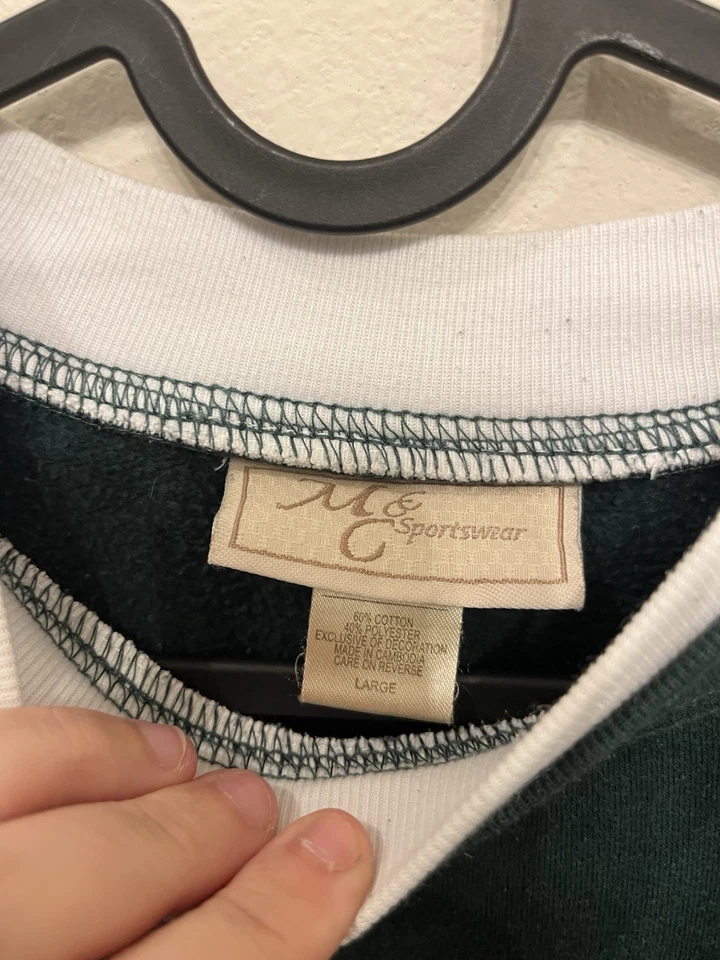 M&C Sportswear
60% COTTON
40% POLYESTER
EXCLUSIVE OF DECORATION
MADE IN CAMBODIA
CARE ON REVERSE
LARGE